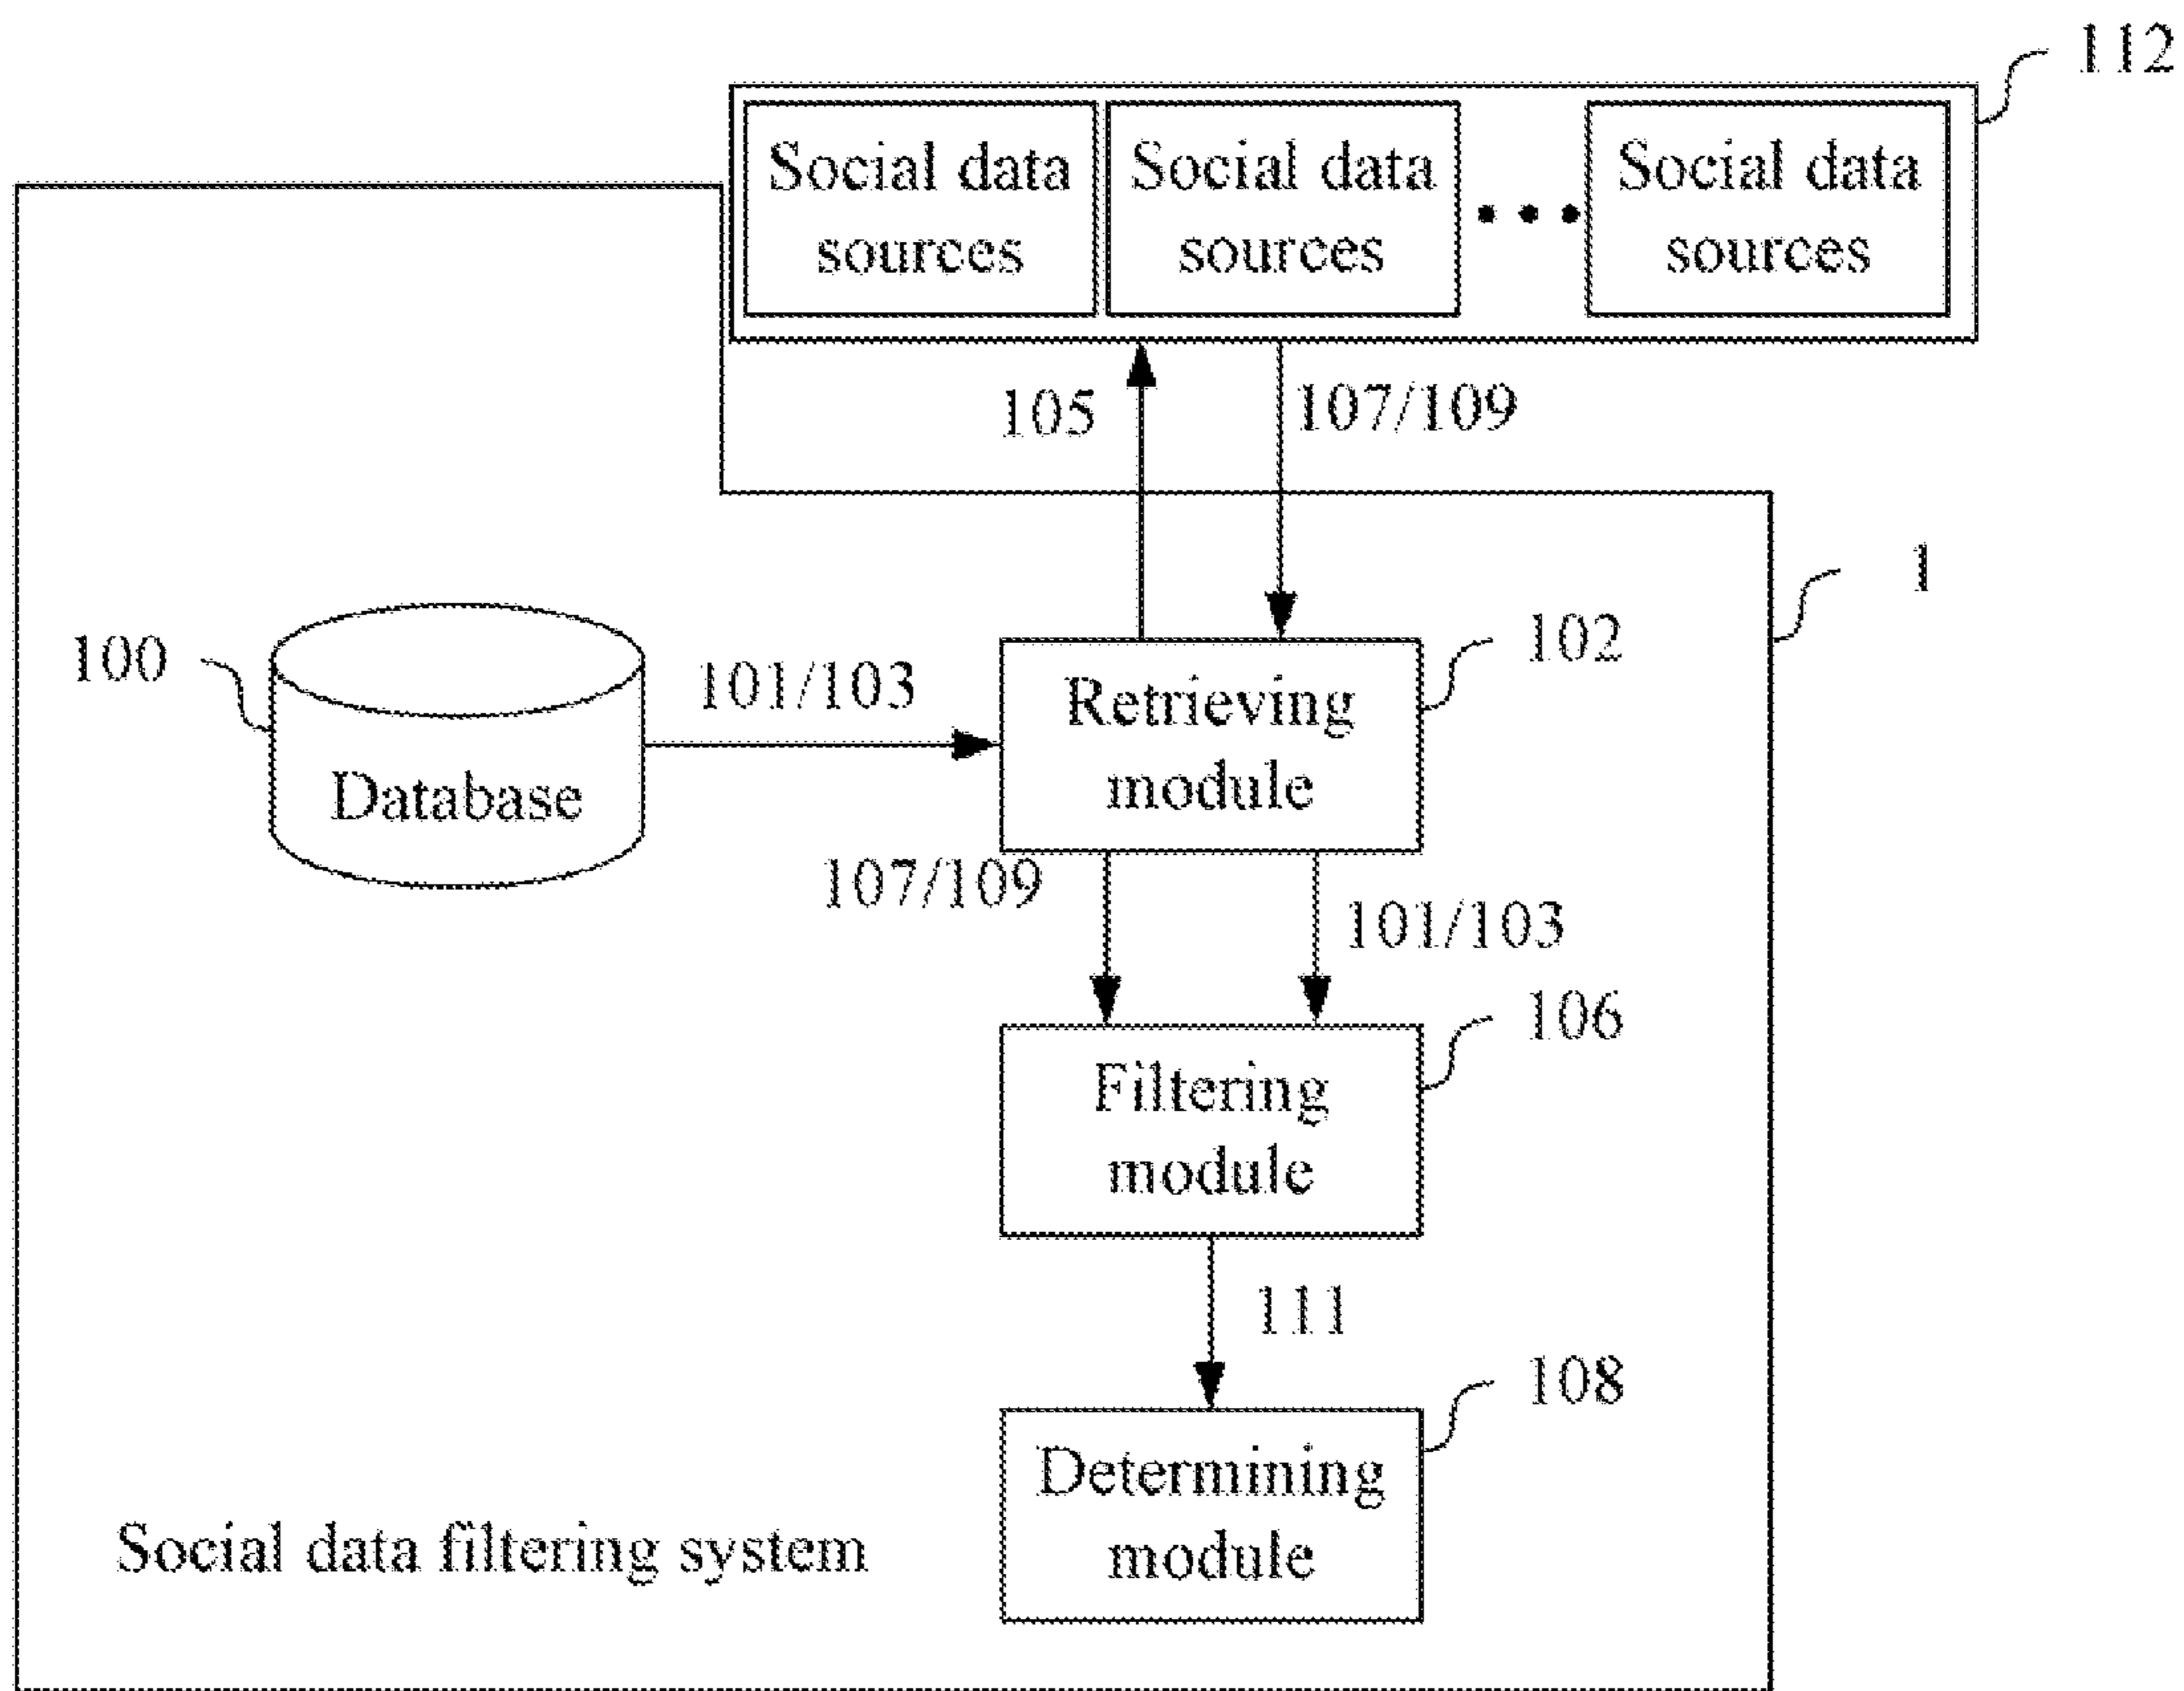 112
Social data
sources
Social data
sources
Social data
sources
105
107/109
1
100
101/103
102
Retrieving
module
Database
107/109
101/103
106
Filtering
module
111
108
Determining
module
Social data filtering system